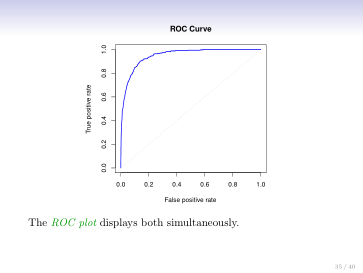 ROC Curve
True positive rate
1.0
0.8
0.6
0.4
0.2
0.0
0.0 0.2 0.4 0.6 0.8 1.0
False positive rate
The ROC plot displays both simultaneously.
35 / 40